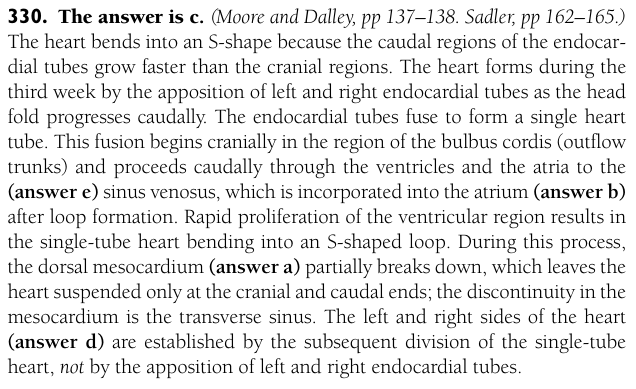 330. The answer is c. (Moore and Dalley, pp 137–138. Sadler, pp 162–165.)
The heart bends into an S-shape because the caudal regions of the endocar-
dial tubes grow faster than the cranial regions. The heart forms during the
third week by the apposition of left and right endocardial tubes as the head
fold progresses caudally. The endocardial tubes fuse to form a single heart
tube. This fusion begins cranially in the region of the bulbus cordis (outflow
trunks) and proceeds caudally through the ventricles and the atria to the
(answer e) sinus venosus, which is incorporated into the atrium (answer b)
after loop formation. Rapid proliferation of the ventricular region results in
the single-tube heart bending into an S-shaped loop. During this process,
the dorsal mesocardium (answer a) partially breaks down, which leaves the
heart suspended only at the cranial and caudal ends; the discontinuity in the
mesocardium is the transverse sinus. The left and right sides of the heart
(answer d) are established by the subsequent division of the single-tube
heart, not by the apposition of left and right endocardial tubes.